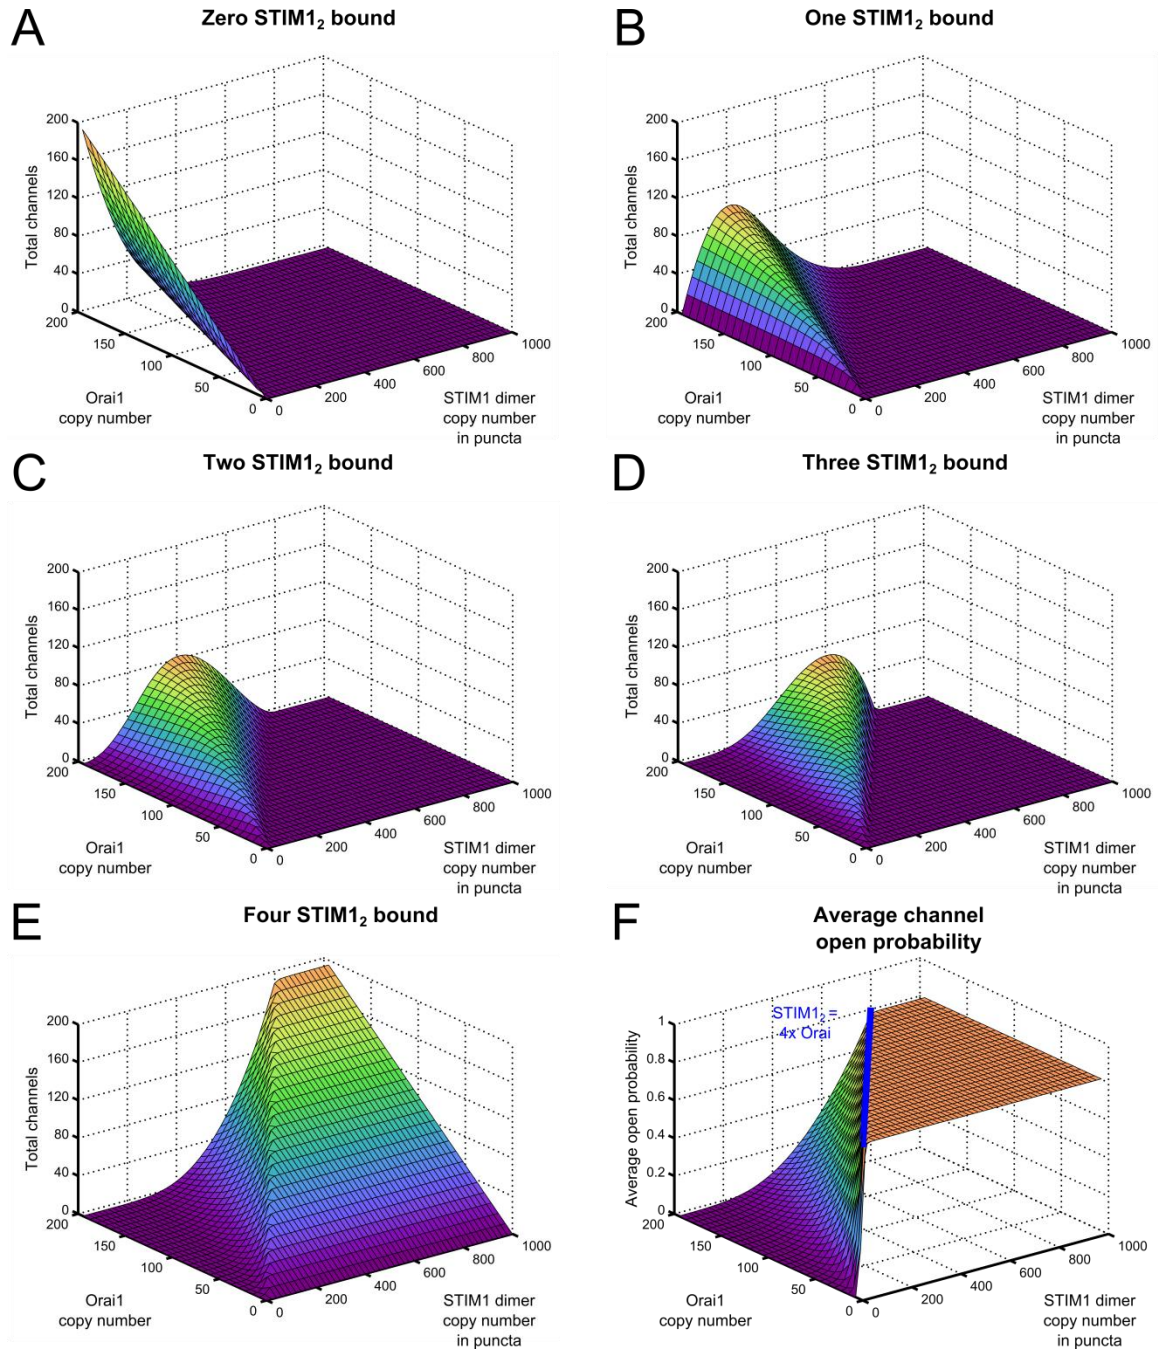 A
Zero STIM1₂ bound
Total channels
200
160
120
80
40
0
200
150
100
50
0
0
200
400
600
800
1000
Orai1
copy number
STIM1 dimer
copy number
in puncta
B
One STIM1₂ bound
Total channels
200
160
120
80
40
0
200
150
100
50
0
0
200
400
600
800
1000
Orai1
copy number
STIM1 dimer
copy number
in puncta
C
Two STIM1₂ bound
Total channels
200
160
120
80
40
0
200
150
100
50
0
0
200
400
600
800
1000
Orai1
copy number
STIM1 dimer
copy number
in puncta
D
Three STIM1₂ bound
Total channels
200
160
120
80
40
0
200
150
100
50
0
0
200
400
600
800
1000
Orai1
copy number
STIM1 dimer
copy number
in puncta
E
Four STIM1₂ bound
Total channels
200
160
120
80
40
0
200
150
100
50
0
0
200
400
600
800
1000
Orai1
copy number
STIM1 dimer
copy number
in puncta
F
Average channel
open probability
STIM1₂ =
4x Orai
Average open probability
1
0.8
0.6
0.4
0.2
0
200
150
100
50
0
0
200
400
600
800
1000
Orai1
copy number
STIM1 dimer
copy number
in puncta